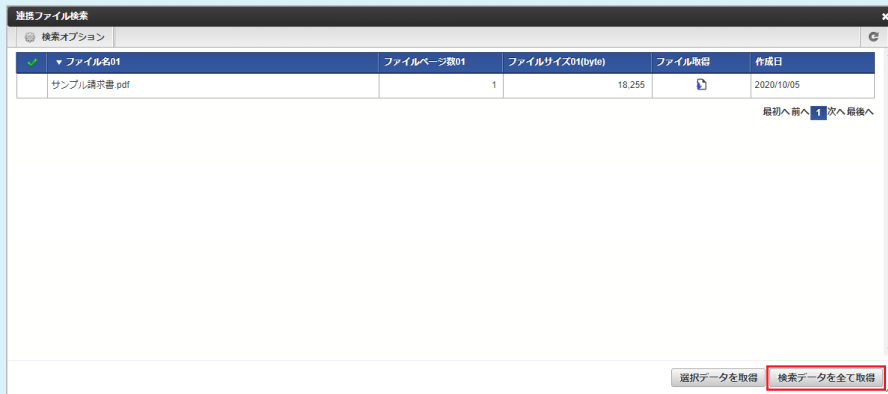 連携ファイル検索
検索オプション
▼ ファイル名01 ファイルページ数01 ファイルサイズ01(byte) ファイル取得 作成日
サンプル請求書.pdf 1 18,255 2020/10/05
最初へ 前へ 1 次へ 最後へ
選択データを取得 検索データを全て取得